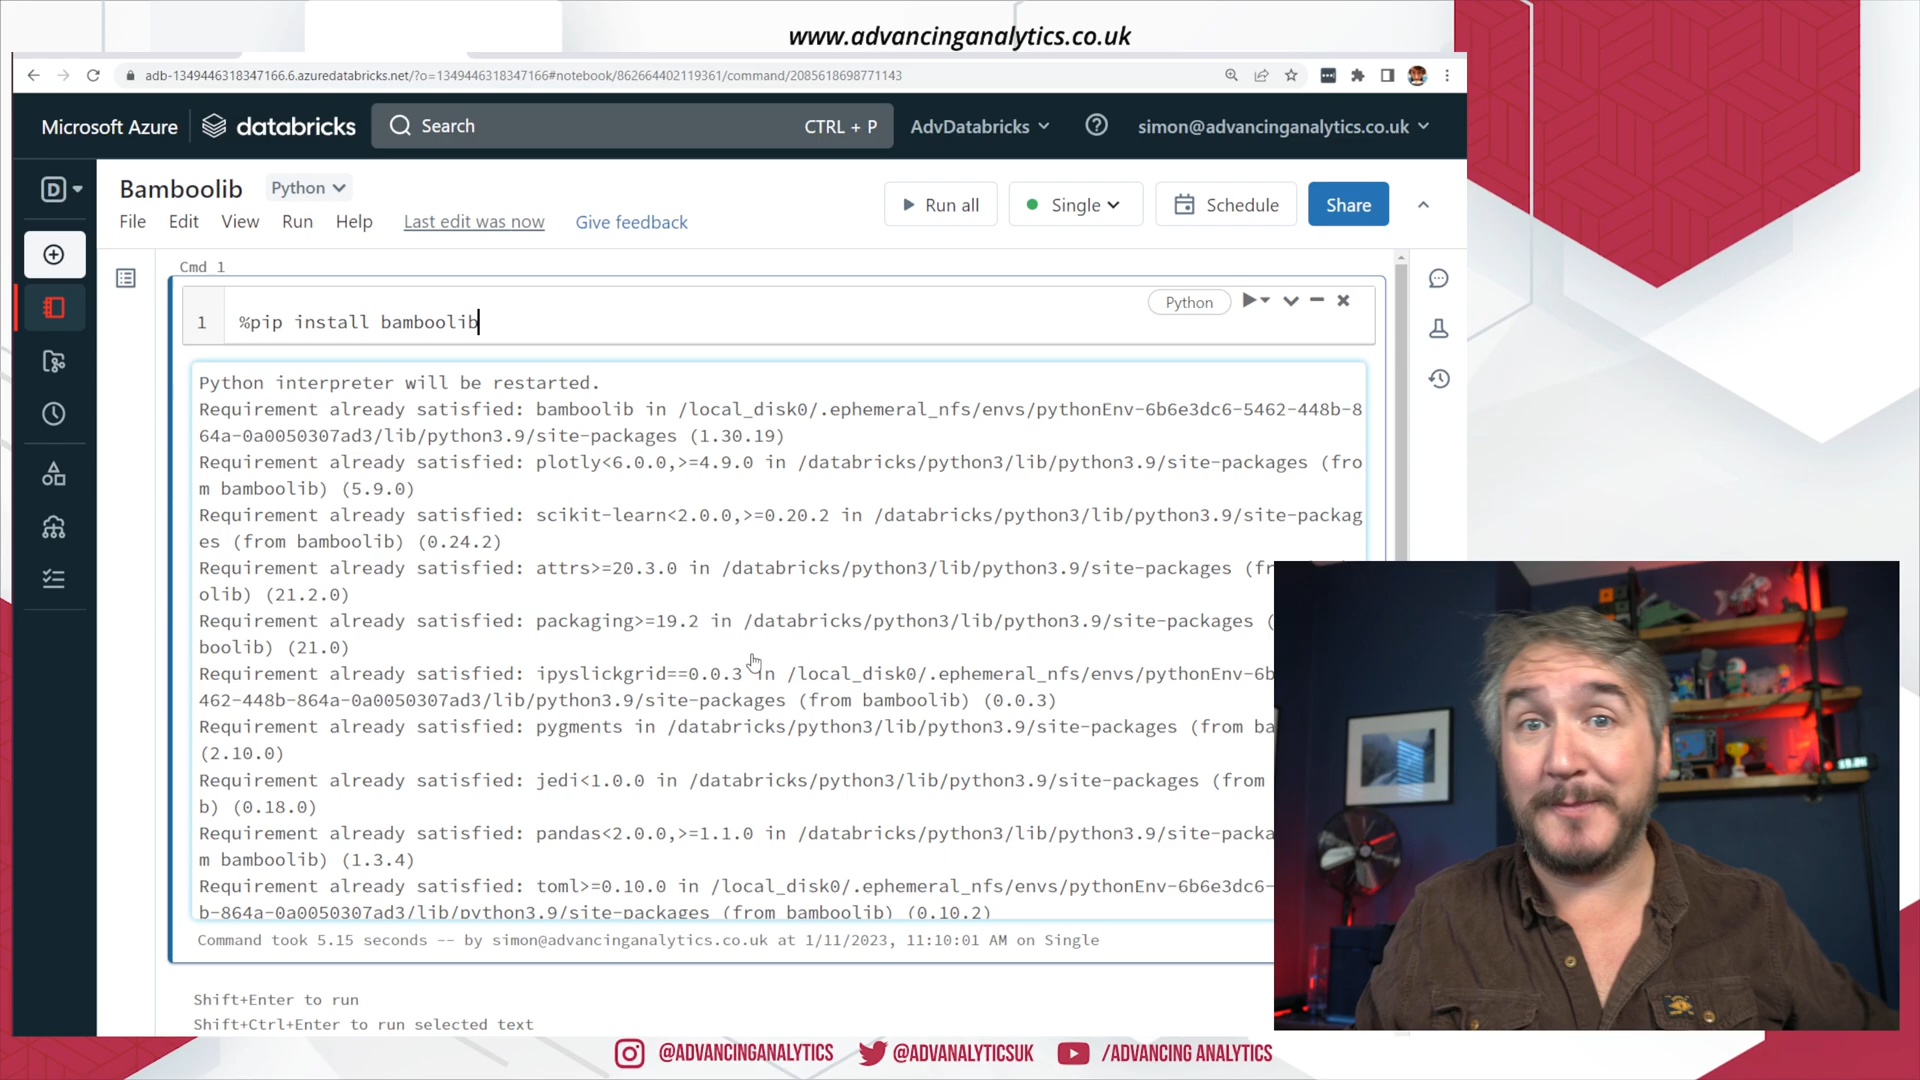 www.advancinganalytics.co.uk
adb-1349446318347166.6.azuredatabricks.net/?o=1349446318347166#notebook/862664402119361/command/2085618698771143
Microsoft Azure databricks Search CTRL + P AdvDatabricks simon@advancinganalytics.co.uk
D
Bamboolib Python
Run all Single Schedule Share
File Edit View Run Help Last edit was now Give feedback
Cmd 1
Python
1 %pip install bamboolib
Python interpreter will be restarted.
Requirement already satisfied: bamboolib in /local_disk0/.ephemeral_nfs/envs/pythonEnv-6b6e3dc6-5462-448b-8
64a-0a0050307ad3/lib/python3.9/site-packages (1.30.19)
Requirement already satisfied: plotly<6.0.0,>=4.9.0 in /databricks/python3/lib/python3.9/site-packages (fro
m bamboolib) (5.9.0)
Requirement already satisfied: scikit-learn<2.0.0,>=0.20.2 in /databricks/python3/lib/python3.9/site-packag
es (from bamboolib) (0.24.2)
Requirement already satisfied: attrs>=20.3.0 in /databricks/python3/lib/python3.9/site-packages (fr
olib) (21.2.0)
Requirement already satisfied: packaging>=19.2 in /databricks/python3/lib/python3.9/site-packages (
boolib) (21.0)
Requirement already satisfied: ipyslickgrid==0.0.3 in /local_disk0/.ephemeral_nfs/envs/pythonEnv-6b
462-448b-864a-0a0050307ad3/lib/python3.9/site-packages (from bamboolib) (0.0.3)
Requirement already satisfied: pygments in /databricks/python3/lib/python3.9/site-packages (from ba
(2.10.0)
Requirement already satisfied: jedi<1.0.0 in /databricks/python3/lib/python3.9/site-packages (from
b) (0.18.0)
Requirement already satisfied: pandas<2.0.0,>=1.1.0 in /databricks/python3/lib/python3.9/site-packa
m bamboolib) (1.3.4)
Requirement already satisfied: toml>=0.10.0 in /local_disk0/.ephemeral_nfs/envs/pythonEnv-6b6e3dc6-
b-864a-0a0050307ad3/lib/python3.9/site-packages (from bamboolib) (0.10.2)
Command took 5.15 seconds -- by simon@advancinganalytics.co.uk at 1/11/2023, 11:10:01 AM on Single
Shift+Enter to run
Shift+Ctrl+Enter to run selected text
@ADVANCINGANALYTICS @ADVANALYTICSUK /ADVANCING ANALYTICS